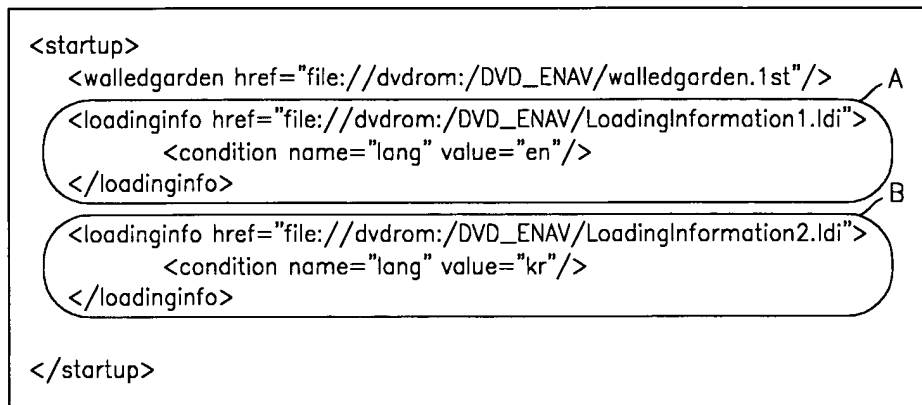 <startup>
<walledgarden href="file://dvdrom:/DVD_ENAV/walledgarden.1st"/>
A
<loadinginfo href="file://dvdrom:/DVD_ENAV/LoadingInformation1.ldi">
<condition name="lang" value="en"/>
</loadinginfo>
B
<loadinginfo href="file://dvdrom:/DVD_ENAV/LoadingInformation2.ldi">
<condition name="lang" value="kr"/>
</loadinginfo>
</startup>